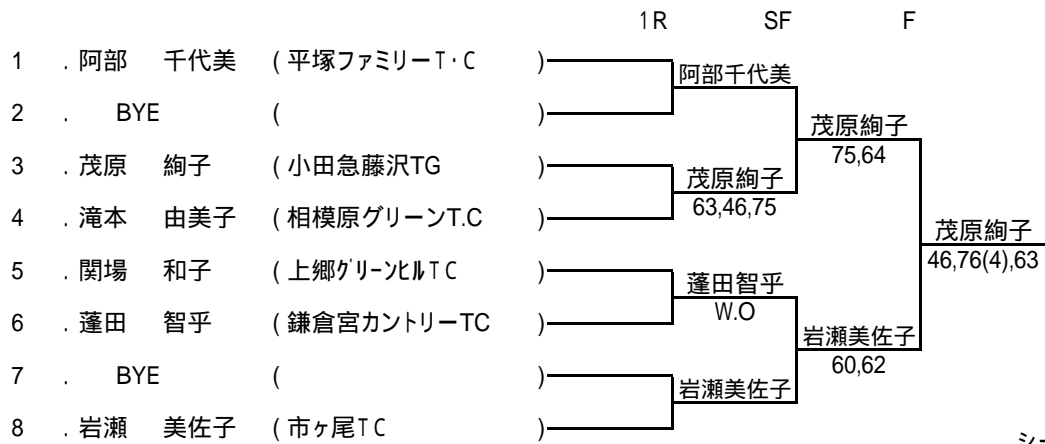 1R SF F
1 . 阿部 千代美 ( 平塚ファミリーT・C )
阿部千代美
2 . BYE ( )
茂原絢子
75,64
3 . 茂原 絢子 ( 小田急藤沢TG )
茂原絢子
63,46,75
4 . 滝本 由美子 ( 相模原グリーンT.C )
茂原絢子
46,76(4),63
5 . 関場 和子 ( 上郷グリーンヒルTC )
蓬田智乎
W.O
6 . 蓬田 智乎 ( 鎌倉宮カントリーTC )
岩瀬美佐子
60,62
7 . BYE ( )
岩瀬美佐子
8 . 岩瀬 美佐子 ( 市ヶ尾TC )